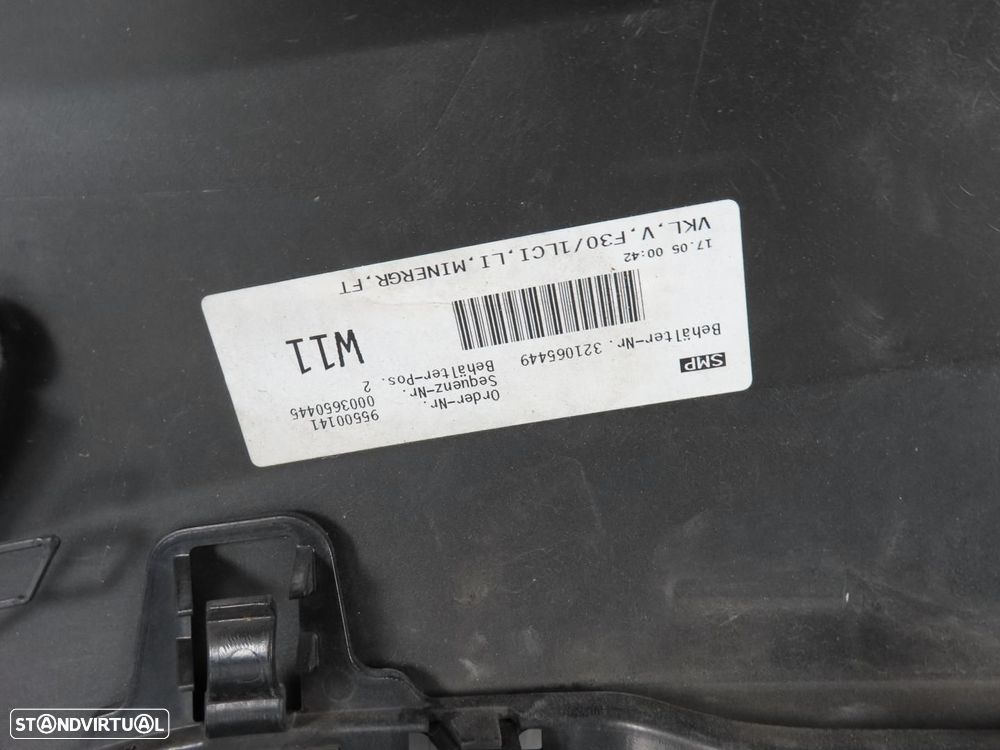 SMP
Behälter-Nr. 321065449
Order-Nr. 95500141
Sequenz-Nr. 0003650445
Behälter-Pos. 2
W11
17.05 00:42
VKL,V,F30/1LCI,LI,MINERGR,FT
STANDVIRTUAL